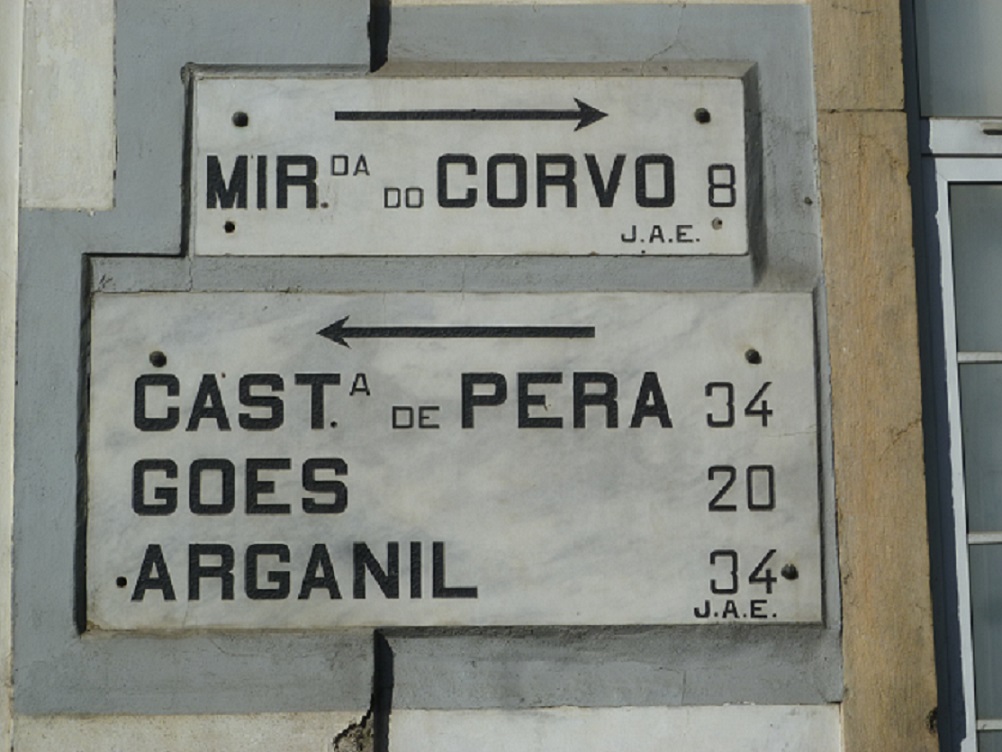 MIR.DA DO CORVO 8
J.A.E.
CAST.A DE PERA 34
GOES 20
ARGANIL 34
J.A.E.